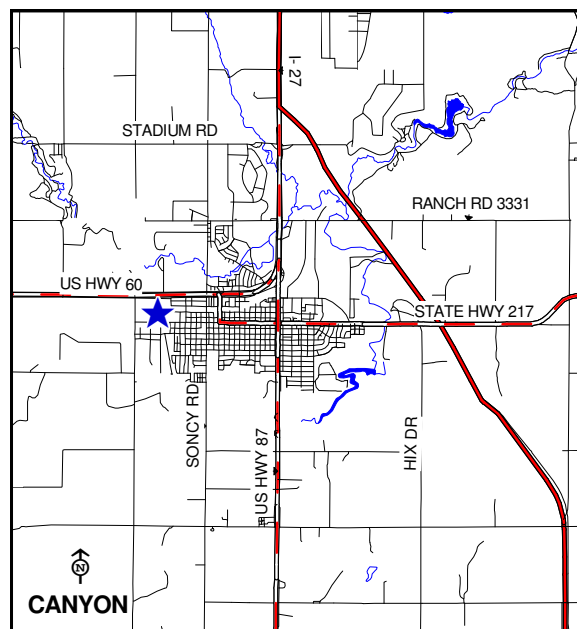 I-27
STADIUM RD
RANCH RD 3331
US HWY 60
STATE HWY 217
SONCY RD
US HWY 87
HIX DR
N
CANYON